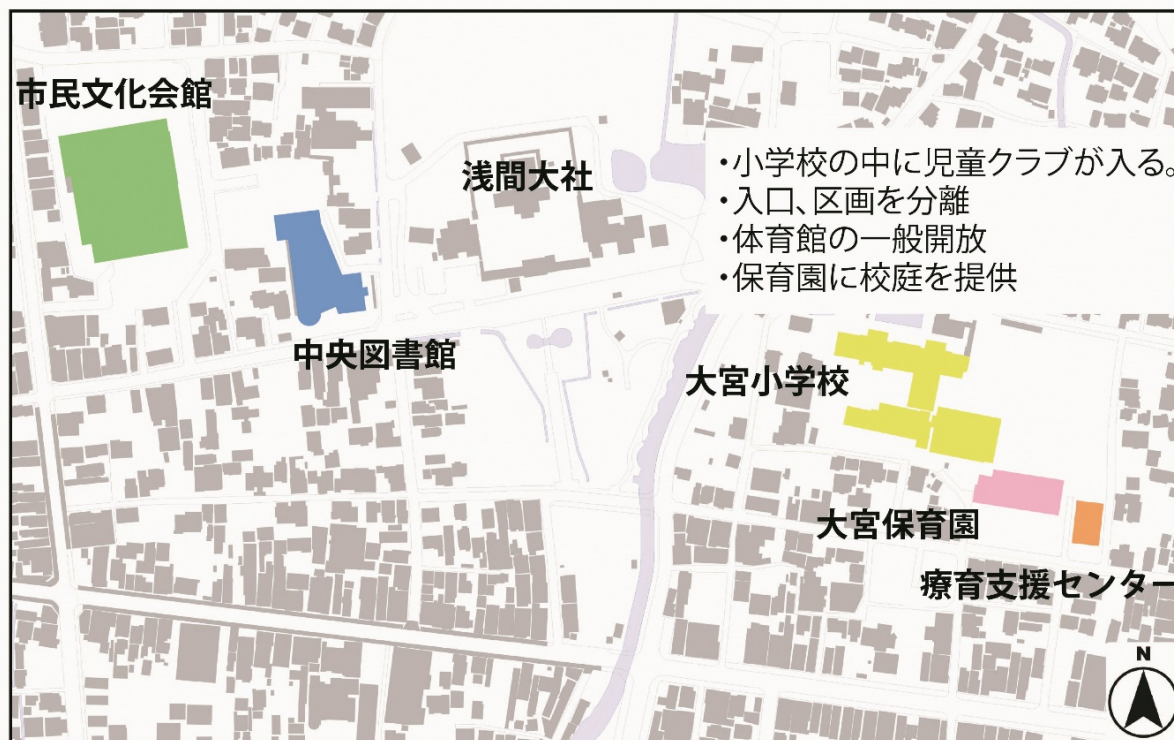 市民文化会館
浅間大社
・小学校の中に児童クラブが入る。
・入口、区画を分離
・体育館の一般開放
・保育園に校庭を提供
中央図書館
大宮小学校
大宮保育園
療育支援センター
N